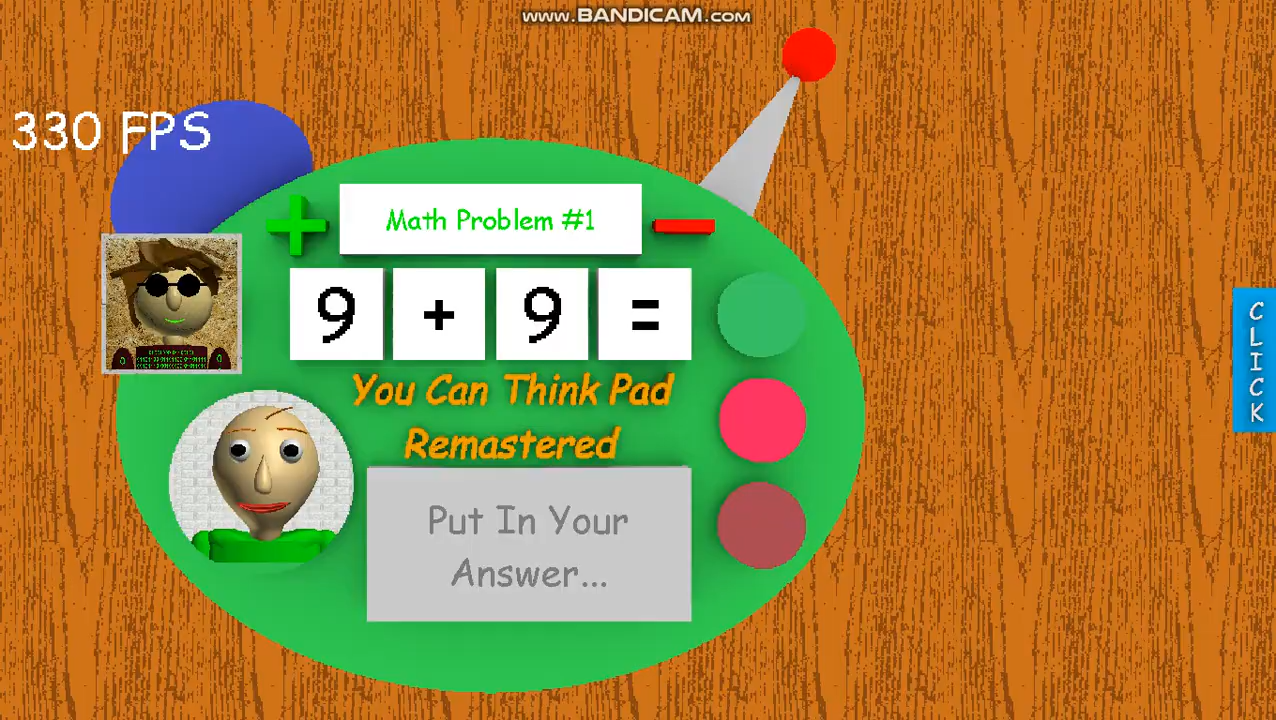 www.BANDICAM.com
330 FPS
Math Problem #1
9 + 9 =
You Can Think Pad
Remastered
Put In Your
Answer...
CLICK